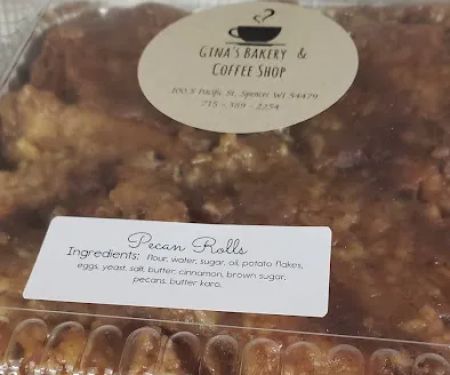 GINA'S BAKERY &
COFFEE SHOP
100 S Pacific St, Spencer WI 54479
715 - 389 - 2254
Pecan Rolls
Ingredients: flour, water, sugar, oil, potato flakes,
eggs, yeast, salt, butter, cinnamon, brown sugar,
pecans, butter karo,